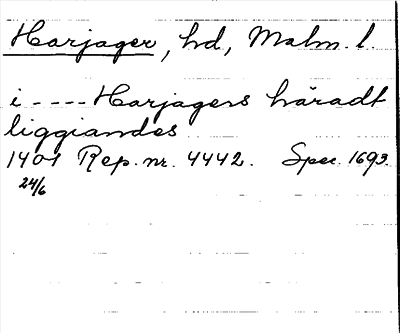 Harjager, hd, Malm. l.
i - - - - Harjagers häradt
liggiandes
1401 Rep. nr. 4442. Spec. 1693.
24/6